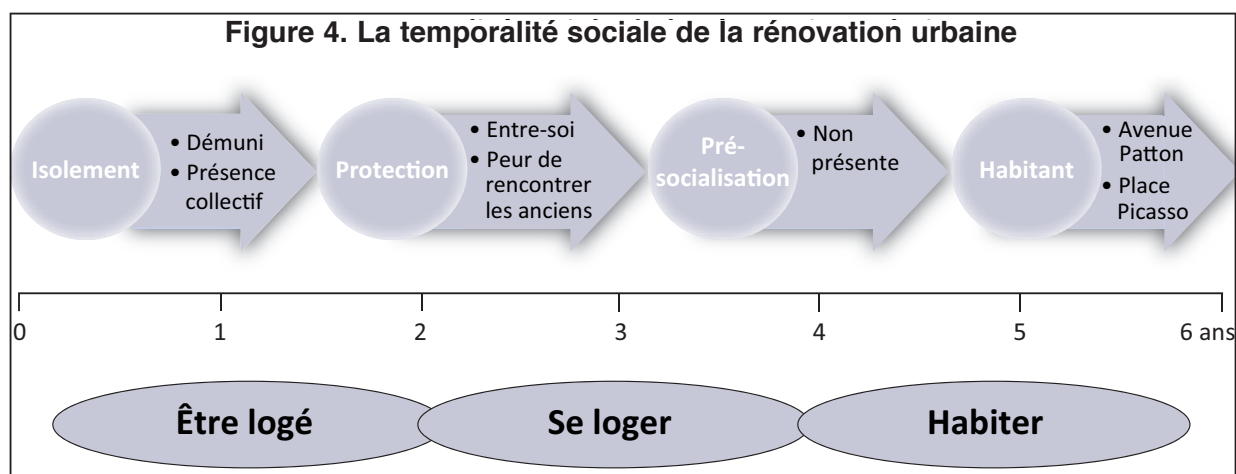 Figure 4. La temporalité sociale de la rénovation urbaine
Isolement
• Démuni
• Présence
collectif
Protection
• Entre-soi
• Peur de
rencontrer
les anciens
Pré-
socialisation
• Non
présente
Habitant
• Avenue
Patton
• Place
Picasso
0 1 2 3 4 5 6 ans
Être logé Se loger Habiter